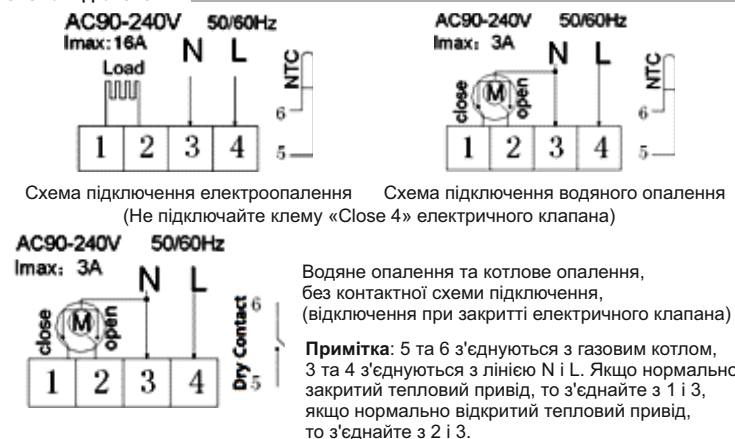 AC90-240V 50/60Hz
Imax: 16A
Load
N L
NTC
6
5
1 2 3 4
AC90-240V 50/60Hz
Imax: 3A
N L
NTC
close M open
6
5
1 2 3 4
Схема підключення електроопалення Схема підключення водяного опалення
(Не підключайте клему «Close 4» електричного клапана)
AC90-240V 50/60Hz
Imax: 3A
N L
close M open
Dry Contact
6
5
1 2 3 4
Водяне опалення та котлове опалення,
без контактної схеми підключення,
(відключення при закритті електричного клапана)
Примітка: 5 та 6 з'єднуються з газовим котлом,
3 та 4 з'єднуються з лінією N і L. Якщо нормально
закритий тепловий привід, то з'єднайте з 1 і 3,
якщо нормально відкритий тепловий привід,
то з'єднайте з 2 і 3.